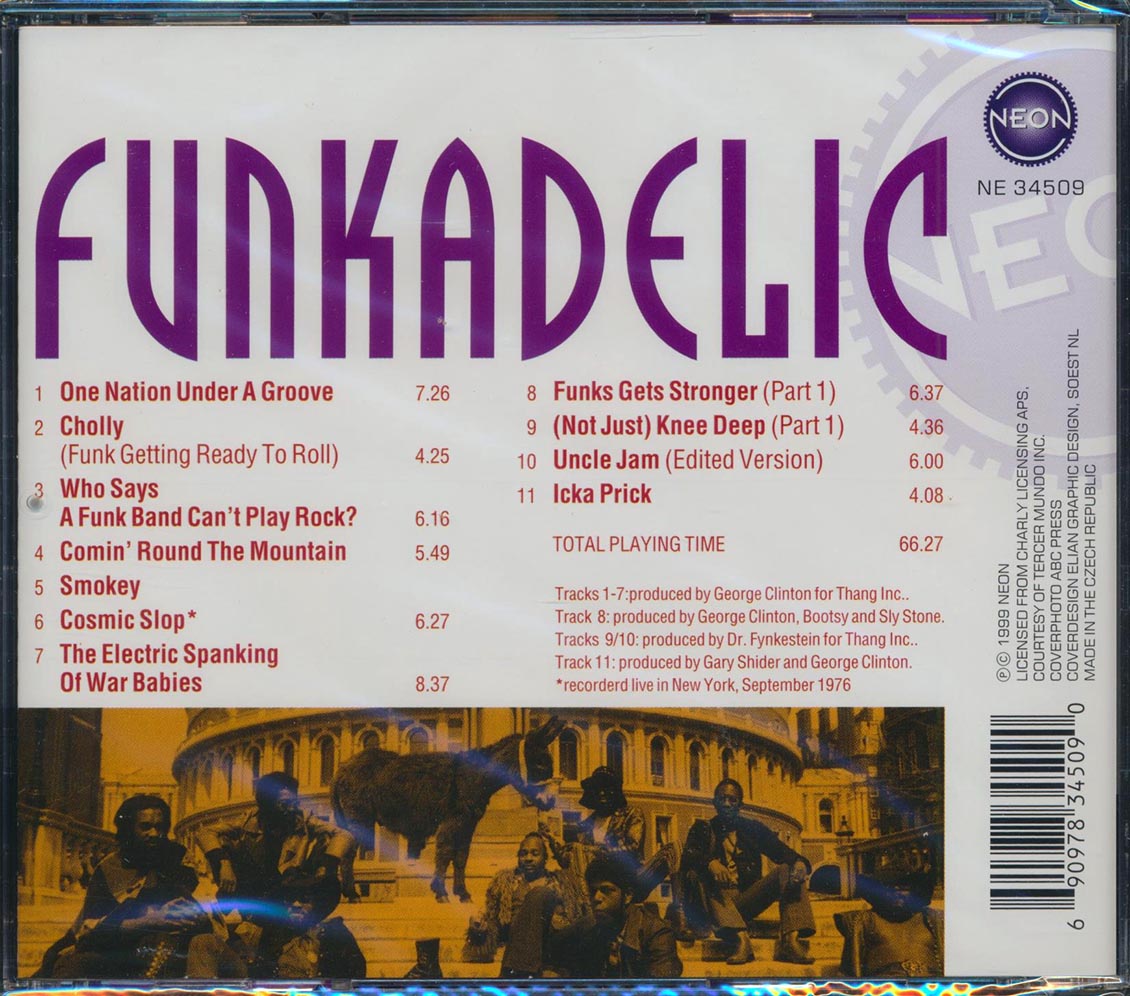 NEON
NE 34509
NEO
FUNKADELIC
1 One Nation Under A Groove 7.26
2 Cholly
(Funk Getting Ready To Roll) 4.25
3 Who Says
A Funk Band Can't Play Rock? 6.16
4 Comin' Round The Mountain 5.49
5 Smokey
6 Cosmic Slop* 6.27
7 The Electric Spanking
Of War Babies 8.37
8 Funks Gets Stronger (Part 1) 6.37
9 (Not Just) Knee Deep (Part 1) 4.36
10 Uncle Jam (Edited Version) 6.00
11 Icka Prick 4.08
TOTAL PLAYING TIME 66.27
Tracks 1-7:produced by George Clinton for Thang Inc..
Track 8: produced by George Clinton, Bootsy and Sly Stone.
Tracks 9/10: produced by Dr. Fynkestein for Thang Inc..
Track 11: produced by Gary Shider and George Clinton.
*recorderd live in New York, September 1976
℗© 1999 NEON
LICENSED FROM CHARLY LICENSING APS.
COURTESY OF TERCER MUNDO INC.
COVERPHOTO ABC PRESS
COVERDESIGN ELIAN GRAPHIC DESIGN, SOEST NL
MADE IN THE CZECH REPUBLIC
6 90978 34509 0